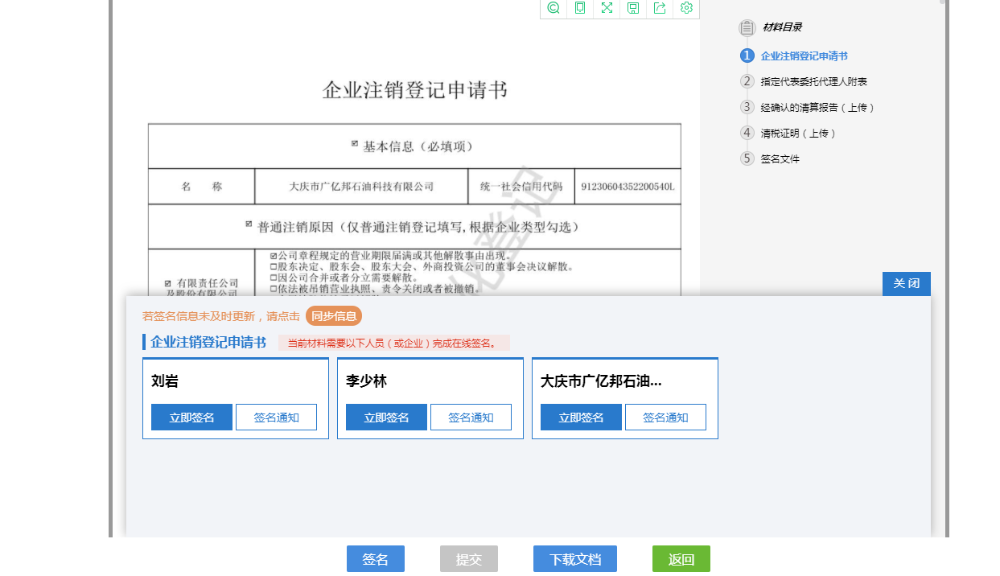 材料目录
1 企业注销登记申请书
2 指定代表委托代理人附表
3 经确认的清算报告（上传）
4 清税证明（上传）
5 签名文件
企业注销登记申请书
☑ 基本信息（必填项）
名 称 大庆市广亿邦石油科技有限公司 统一社会信用代码 91230604352200540L
☑ 普通注销原因（仅普通注销登记填写,根据企业类型勾选）
☑公司章程规定的营业期限届满或其他解散事由出现。
☐股东决定、股东会、股东大会、外商投资公司的董事会决议解散。
☐因公司合并或者分立需要解散。
☐依法被吊销营业执照、责令关闭或者被撤销。
☑ 有限责任公司
及股份有限公司
化登记
关 闭
若签名信息未及时更新，请点击 同步信息
企业注销登记申请书 当前材料需要以下人员（或企业）完成在线签名。
刘岩 李少林 大庆市广亿邦石油...
立即签名 签名通知 立即签名 签名通知 立即签名 签名通知
签名 提交 下载文档 返回